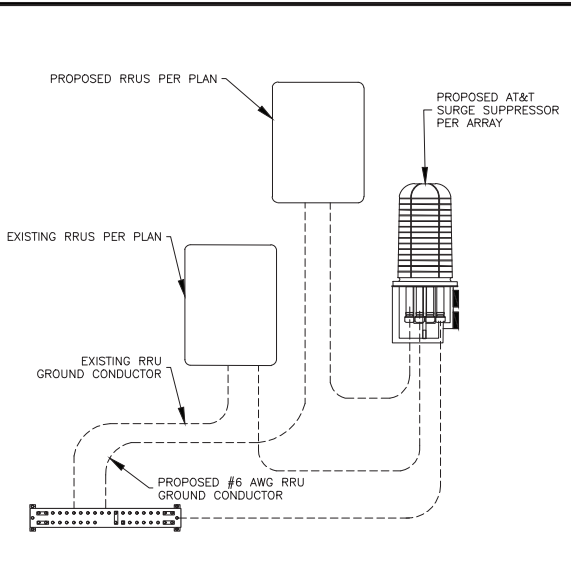 PROPOSED RRUS PER PLAN
PROPOSED AT&T
SURGE SUPPRESSOR
PER ARRAY
EXISTING RRUS PER PLAN
EXISTING RRU
GROUND CONDUCTOR
PROPOSED #6 AWG RRU
GROUND CONDUCTOR